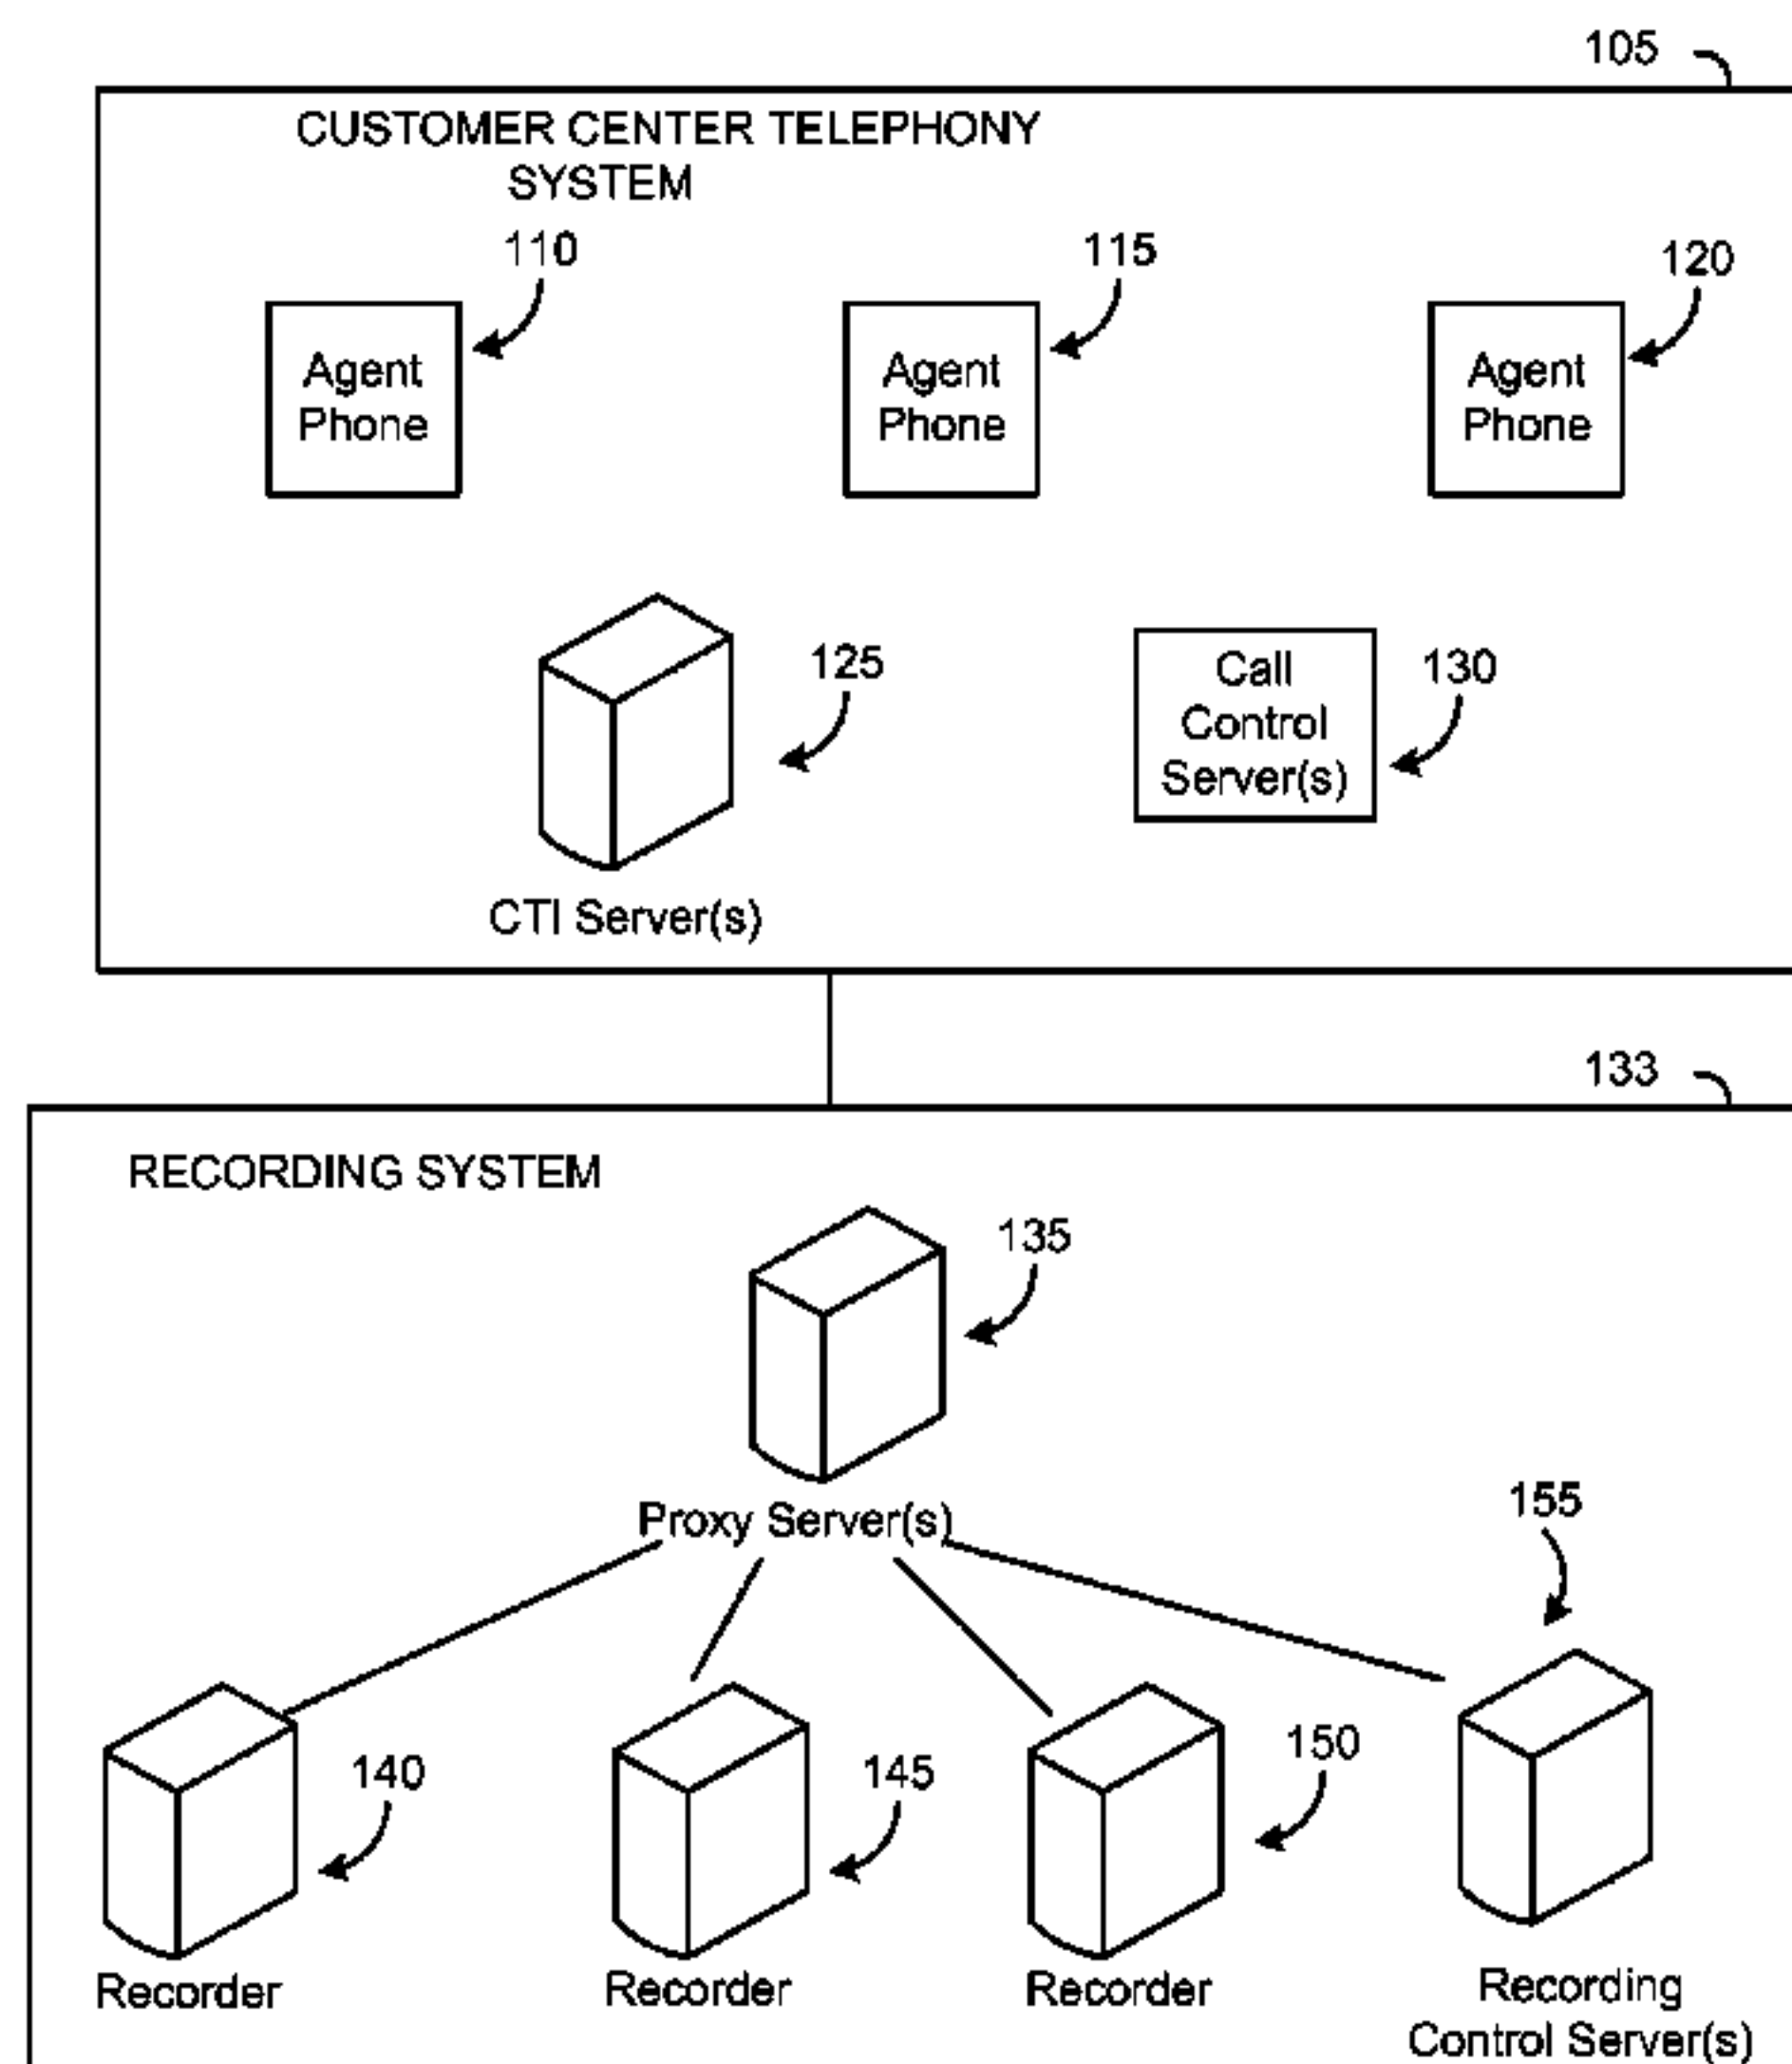 105
CUSTOMER CENTER TELEPHONY
SYSTEM
110
115
120
Agent
Phone
Agent
Phone
Agent
Phone
125
Call
Control
Server(s)
130
CTI Server(s)
133
RECORDING SYSTEM
135
Proxy Server(s)
155
140
145
150
Recorder
Recorder
Recorder
Recording
Control Server(s)